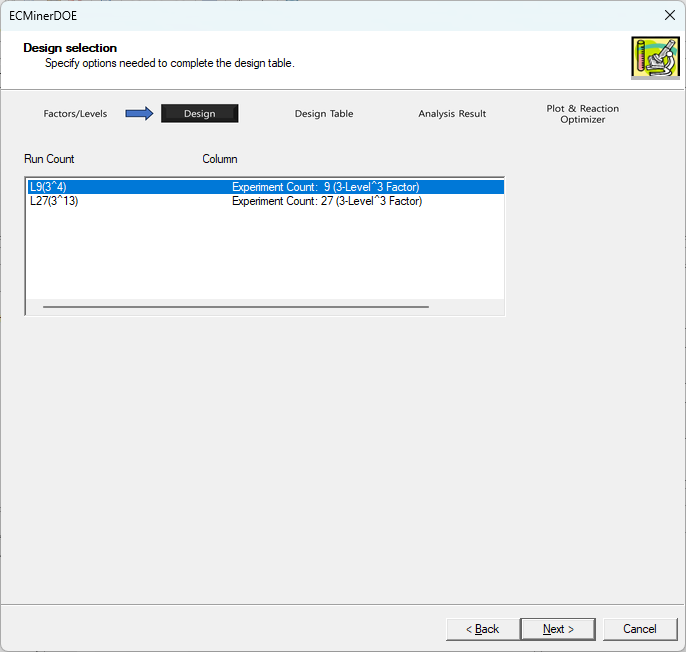 ECMinerDOE
Design selection
Specify options needed to complete the design table.
Factors/Levels
Design
Design Table
Analysis Result
Plot & Reaction
Optimizer
Run Count
Column
L9(3^4) Experiment Count:  9 (3-Level^3 Factor)
L27(3^13) Experiment Count: 27 (3-Level^3 Factor)
< Back
Next >
Cancel